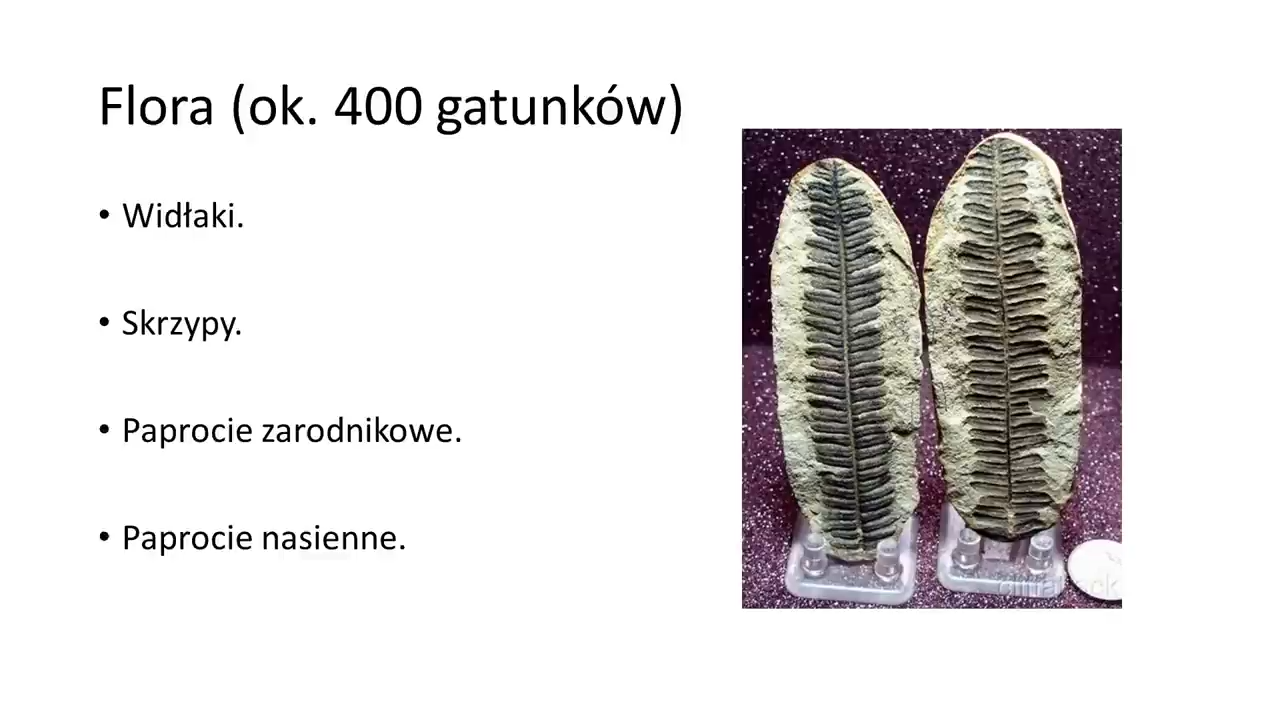 Flora (ok. 400 gatunków)
• Widłaki.
• Skrzypy.
• Paprocie zarodnikowe.
• Paprocie nasienne.